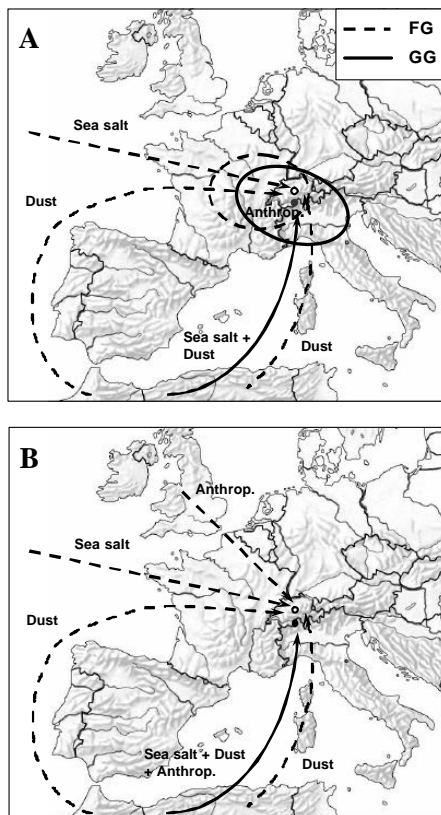 A
FG
GG
Sea salt
Dust
Anthrop.
Sea salt +
Dust
Dust
B
Anthrop.
Sea salt
Dust
Sea salt + Dust
+ Anthrop.
Dust